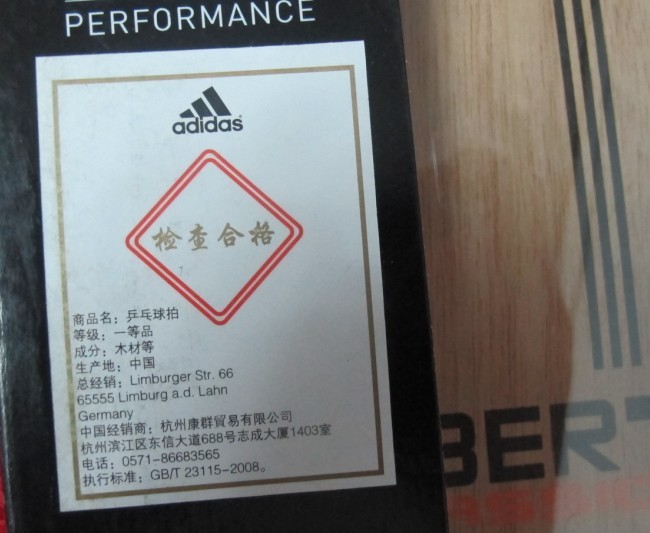 PERFORMANCE
adidas
检查合格
商品名：乒乓球拍
等级：一等品
成分：木材等
生产地：中国
总经销：Limburger Str. 66
65555 Limburg a.d. Lahn
Germany
中国经销商：杭州康群貿易有限公司
杭州滨江区东信大道688号志成大厦1403室
电话：0571-86683565
执行标准：GB/T 23115-2008。
BERT